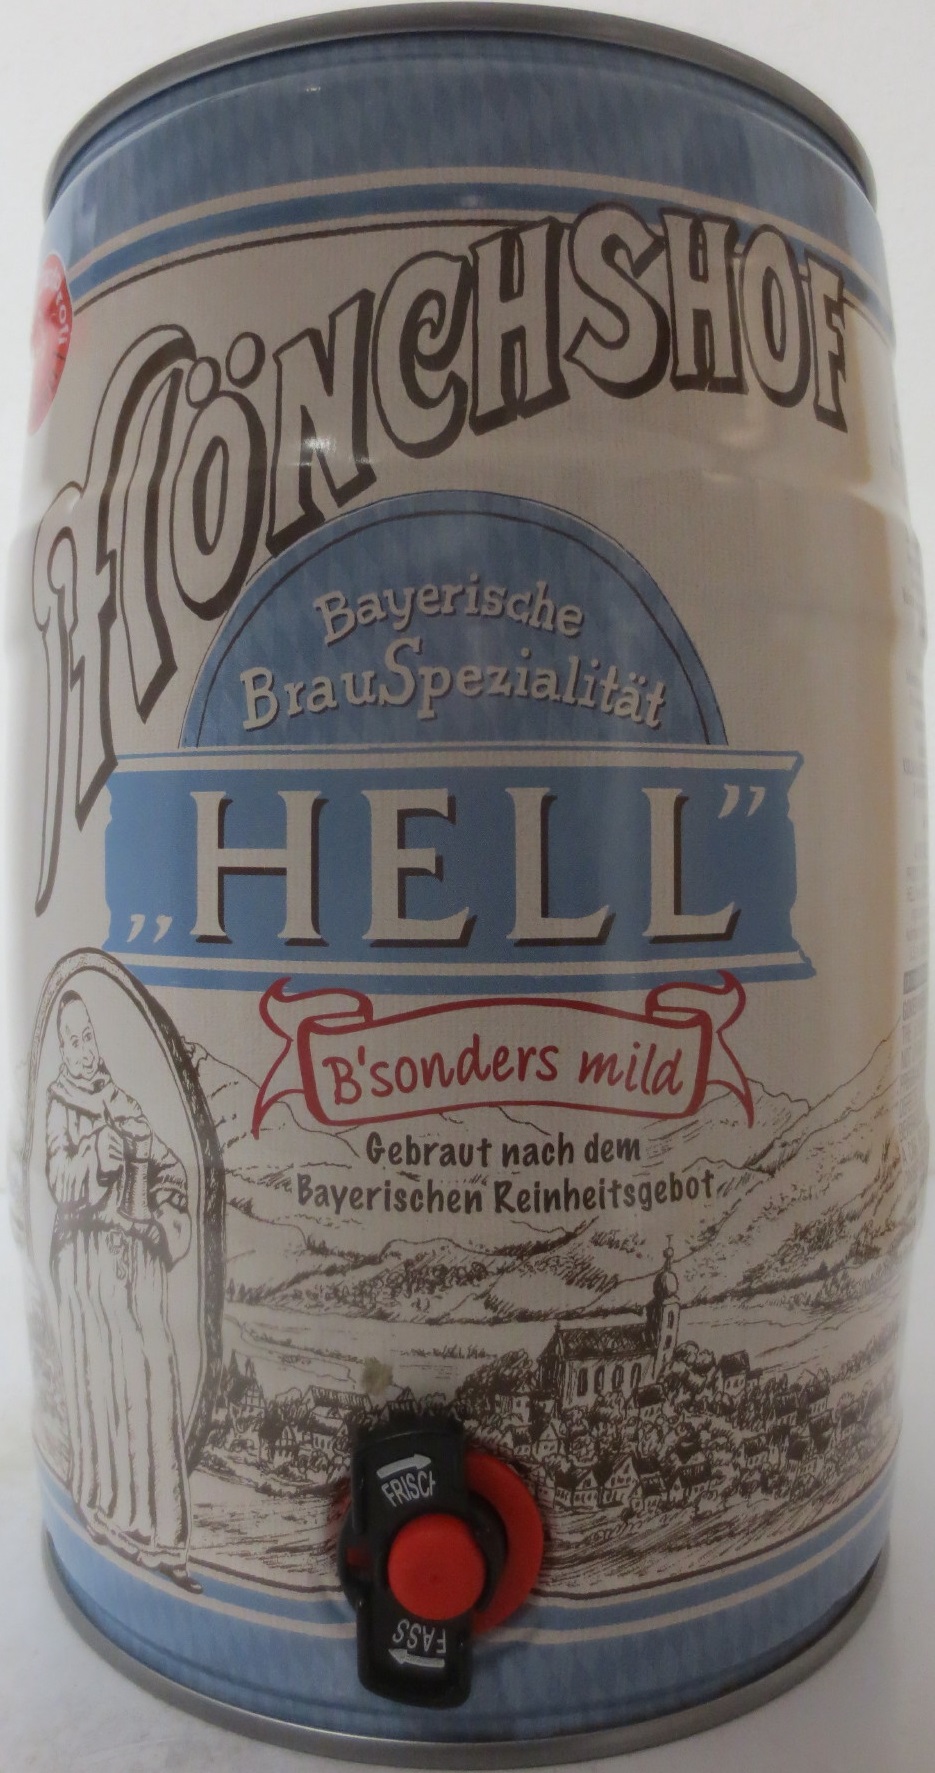 MÖNCHSHOF
Bayerische
BrauSpezialität
„HELL”
B'sonders mild
Gebraut nach dem
Bayerischen Reinheitsgebot
FRISCH
FASS